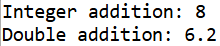 Integer addition: 8
Double addition: 6.2